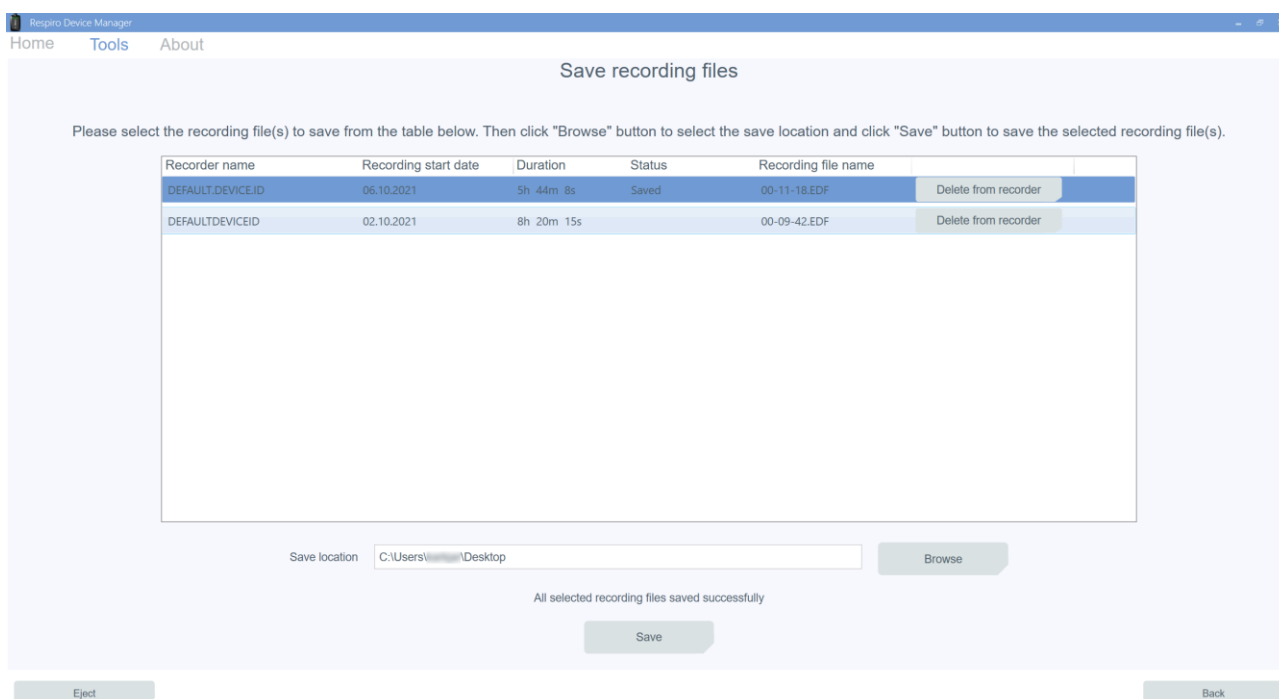 Respiro Device Manager
Home Tools About
Save recording files
Please select the recording file(s) to save from the table below. Then click "Browse" button to select the save location and click "Save" button to save the selected recording file(s).
Recorder name Recording start date Duration Status Recording file name
DEFAULT.DEVICE.ID 06.10.2021 5h 44m 8s Saved 00-11-18.EDF Delete from recorder
DEFAULTDEVICEID 02.10.2021 8h 20m 15s 00-09-42.EDF Delete from recorder
Save location C:\Users\ \Desktop Browse
All selected recording files saved successfully
Save
Eject Back